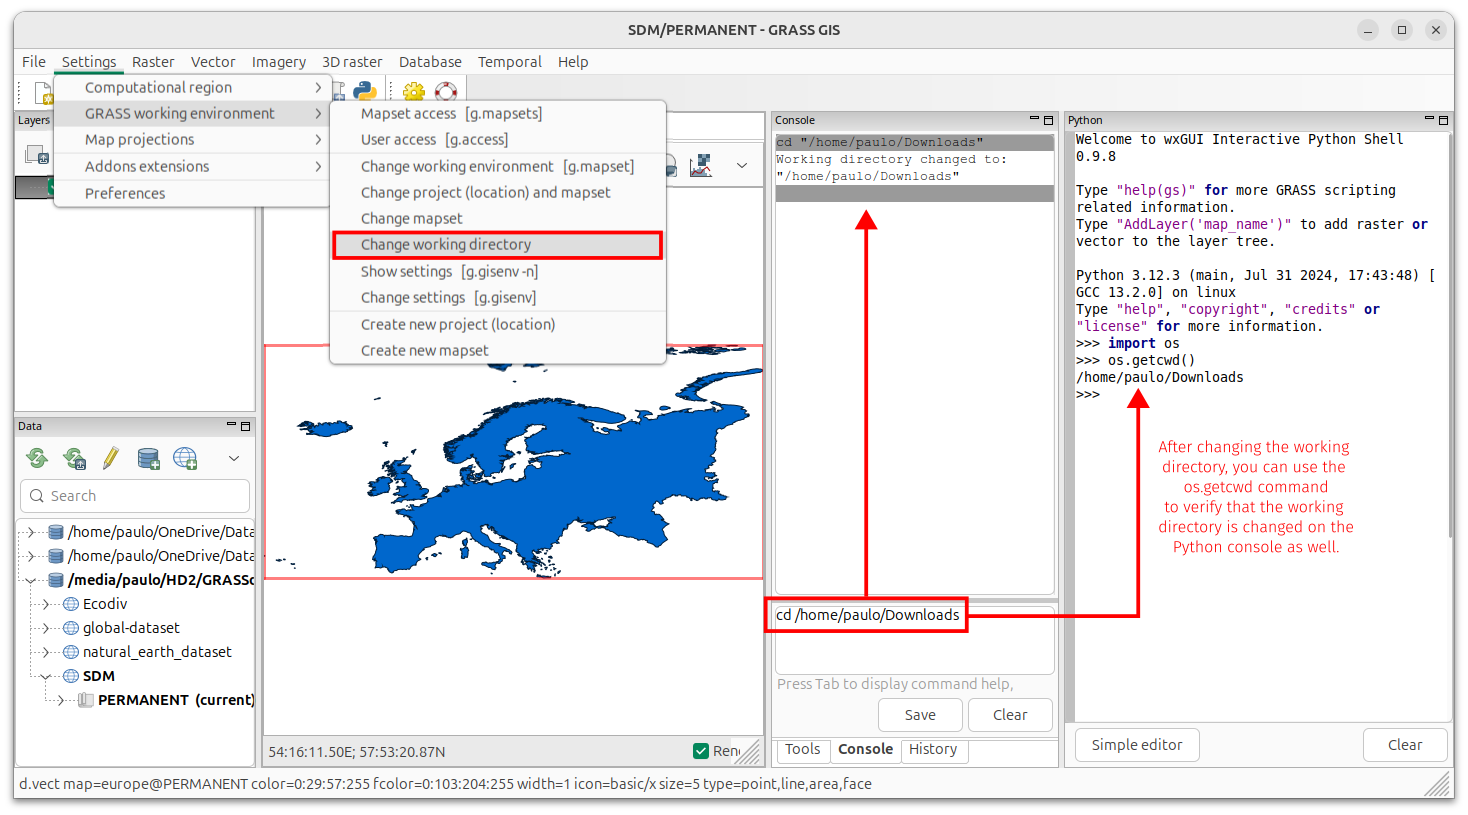 SDM/PERMANENT - GRASS GIS
File Settings Raster Vector Imagery 3D raster Database Temporal Help
Computational region
GRASS working environment
Map projections
Addons extensions
Preferences
Mapset access [g.mapsets]
User access [g.access]
Change working environment [g.mapset]
Change project (location) and mapset
Change mapset
Change working directory
Show settings [g.gisenv -n]
Change settings [g.gisenv]
Create new project (location)
Create new mapset
Layers
Data
Search
/home/paulo/OneDrive/Data
/home/paulo/OneDrive/Data
/media/paulo/HD2/GRASS
Ecodiv
global-dataset
natural_earth_dataset
SDM
PERMANENT (current)
54:16:11.50E; 57:53:20.87N
Ren
Console
cd "/home/paulo/Downloads"
Working directory changed to:
"/home/paulo/Downloads"
cd /home/paulo/Downloads
Press Tab to display command help,
Save Clear
Tools Console History
Python
Welcome to wxGUI Interactive Python Shell
0.9.8
Type "help(gs)" for more GRASS scripting
related information.
Type "AddLayer('map_name')" to add raster or
vector to the layer tree.
Python 3.12.3 (main, Jul 31 2024, 17:43:48) [
GCC 13.2.0] on linux
Type "help", "copyright", "credits" or
"license" for more information.
>>> import os
>>> os.getcwd()
/home/paulo/Downloads
>>>
After changing the working
directory, you can use the
os.getcwd command
to verify that the working
directory is changed on the
Python console as well.
Simple editor Clear
d.vect map=europe@PERMANENT color=0:29:57:255 fcolor=0:103:204:255 width=1 icon=basic/x size=5 type=point,line,area,face